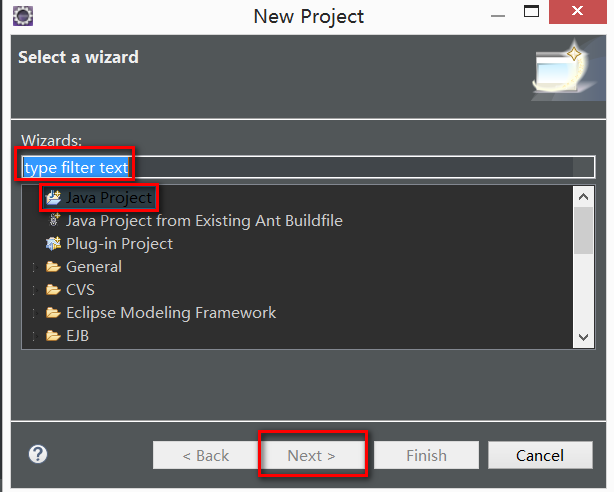 New Project
Select a wizard
Wizards:
type filter text
Java Project
Java Project from Existing Ant Buildfile
Plug-in Project
General
CVS
Eclipse Modeling Framework
EJB
?
< Back
Next >
Finish
Cancel